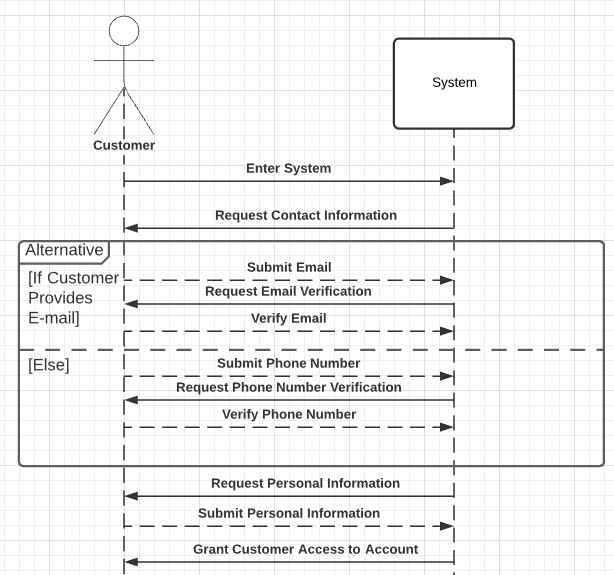 System
Customer
Enter System
Request Contact Information
Alternative
[If Customer
Provides
E-mail]
Submit Email
Request Email Verification
Verify Email
[Else]
Submit Phone Number
Request Phone Number Verification
Verify Phone Number
Request Personal Information
Submit Personal Information
Grant Customer Access to Account